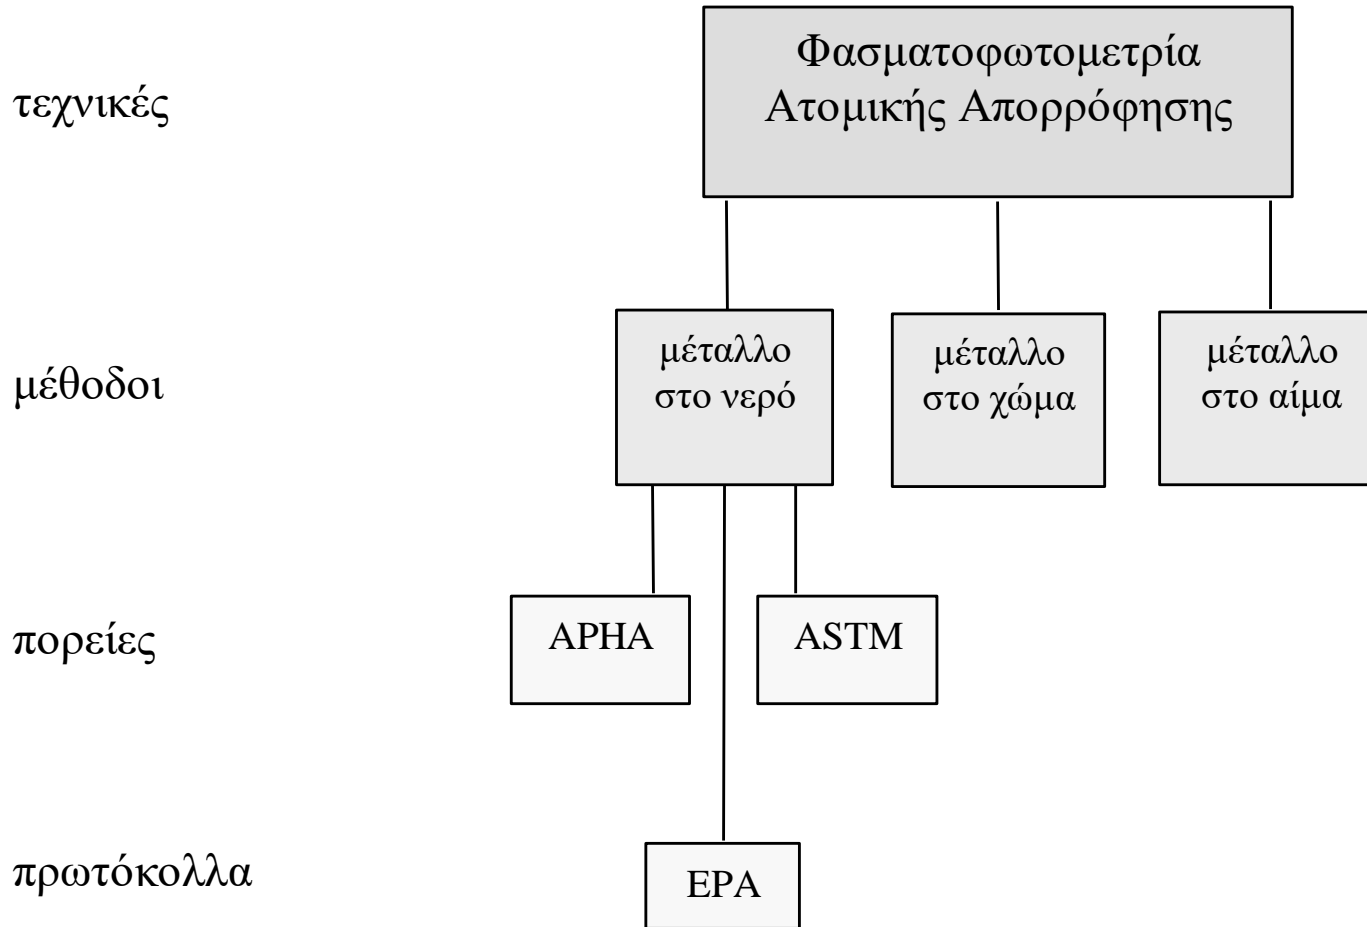 τεχνικές
Φασματοφωτομετρία
Ατομικής Απορρόφησης
μέθοδοι
μέταλλο
στο νερό
μέταλλο
στο χώμα
μέταλλο
στο αίμα
πορείες
APHA
ASTM
πρωτόκολλα
EPA